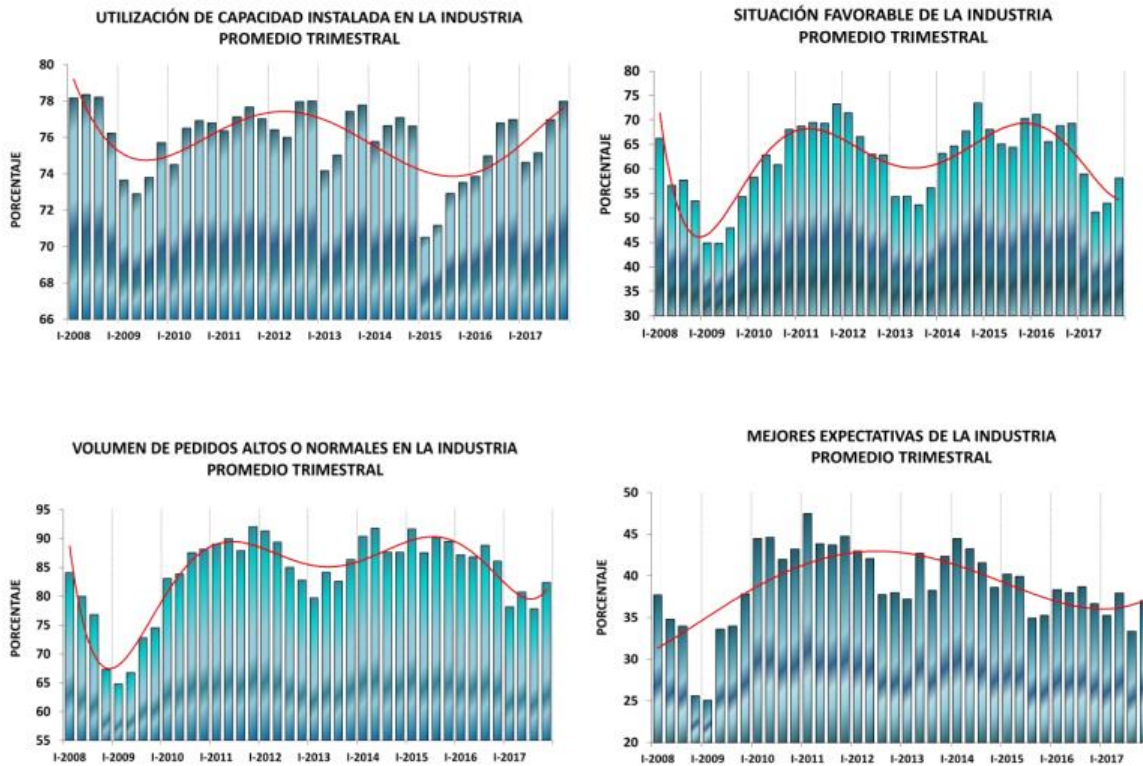 UTILIZACIÓN DE CAPACIDAD INSTALADA EN LA INDUSTRIA
PROMEDIO TRIMESTRAL
PORCENTAJE
80
78
76
74
72
70
68
66
I-2008 I-2009 I-2010 I-2011 I-2012 I-2013 I-2014 I-2015 I-2016 I-2017
SITUACIÓN FAVORABLE DE LA INDUSTRIA
PROMEDIO TRIMESTRAL
PORCENTAJE
80
75
70
65
60
55
50
45
40
35
30
I-2008 I-2009 I-2010 I-2011 I-2012 I-2013 I-2014 I-2015 I-2016 I-2017
VOLUMEN DE PEDIDOS ALTOS O NORMALES EN LA INDUSTRIA
PROMEDIO TRIMESTRAL
PORCENTAJE
95
90
85
80
75
70
65
60
55
I-2008 I-2009 I-2010 I-2011 I-2012 I-2013 I-2014 I-2015 I-2016 I-2017
MEJORES EXPECTATIVAS DE LA INDUSTRIA
PROMEDIO TRIMESTRAL
PORCENTAJE
50
45
40
35
30
25
20
I-2008 I-2009 I-2010 I-2011 I-2012 I-2013 I-2014 I-2015 I-2016 I-2017